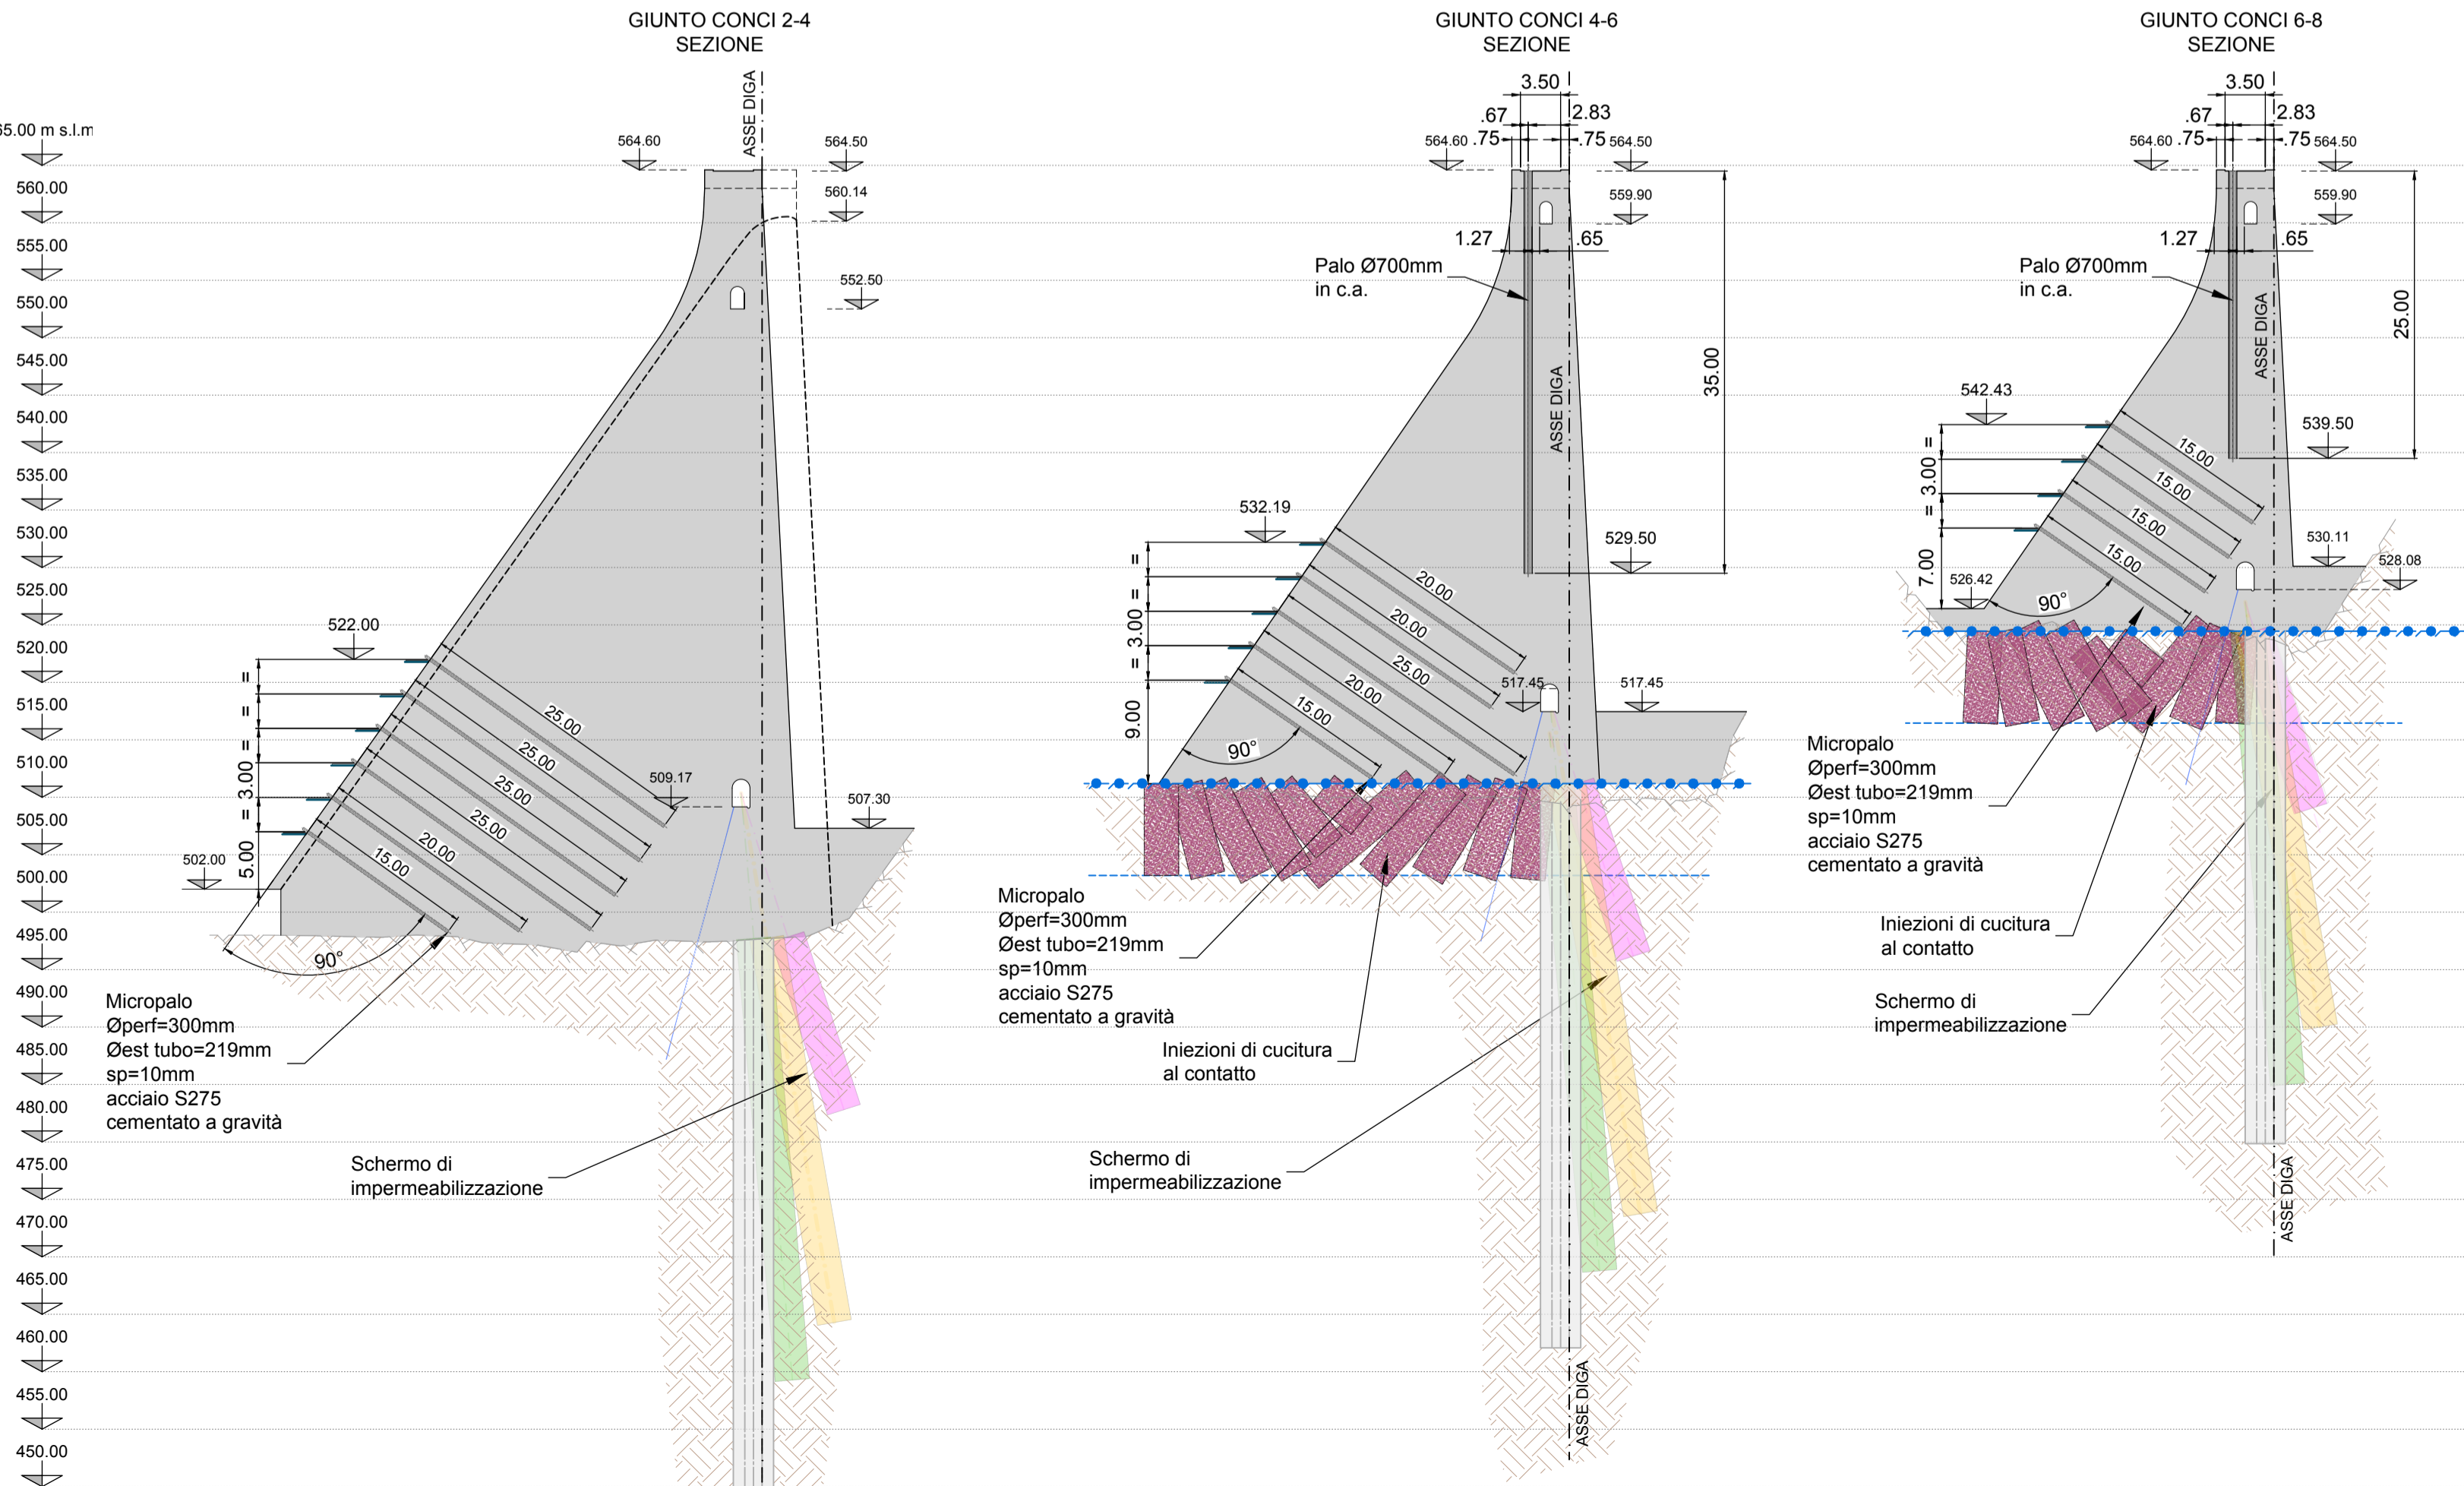 GIUNTO CONCI 2-4
SEZIONE
65.00 m s.l.m
560.00
555.00
550.00
545.00
540.00
535.00
530.00
525.00
520.00
515.00
510.00
505.00
500.00
495.00
490.00
485.00
480.00
475.00
470.00
465.00
460.00
455.00
450.00
ASSE DIGA
564.60
564.50
560.14
552.50
522.00
=
=
=
3.00
=
5.00
502.00
25.00
25.00
25.00
25.00
20.00
15.00
509.17
507.30
90°
Micropalo
Øperf=300mm
Øest tubo=219mm
sp=10mm
acciaio S275
cementato a gravità
Schermo di
impermeabilizzazione
GIUNTO CONCI 4-6
SEZIONE
3.50
.67
2.83
564.60
.75
.75
564.50
559.90
1.27
.65
Palo Ø700mm
in c.a.
35.00
ASSE DIGA
532.19
529.50
=
=
3.00
=
9.00
20.00
20.00
25.00
20.00
15.00
517.45
517.45
90°
Micropalo
Øperf=300mm
Øest tubo=219mm
sp=10mm
acciaio S275
cementato a gravità
Iniezioni di cucitura
al contatto
Schermo di
impermeabilizzazione
ASSE DIGA
GIUNTO CONCI 6-8
SEZIONE
3.50
.67
2.83
564.60
.75
.75
564.50
559.90
1.27
.65
Palo Ø700mm
in c.a.
ASSE DIGA
25.00
542.43
539.50
=
3.00
=
7.00
15.00
15.00
15.00
15.00
530.11
528.08
526.42
90°
Micropalo
Øperf=300mm
Øest tubo=219mm
sp=10mm
acciaio S275
cementato a gravità
Iniezioni di cucitura
al contatto
Schermo di
impermeabilizzazione
ASSE DIGA